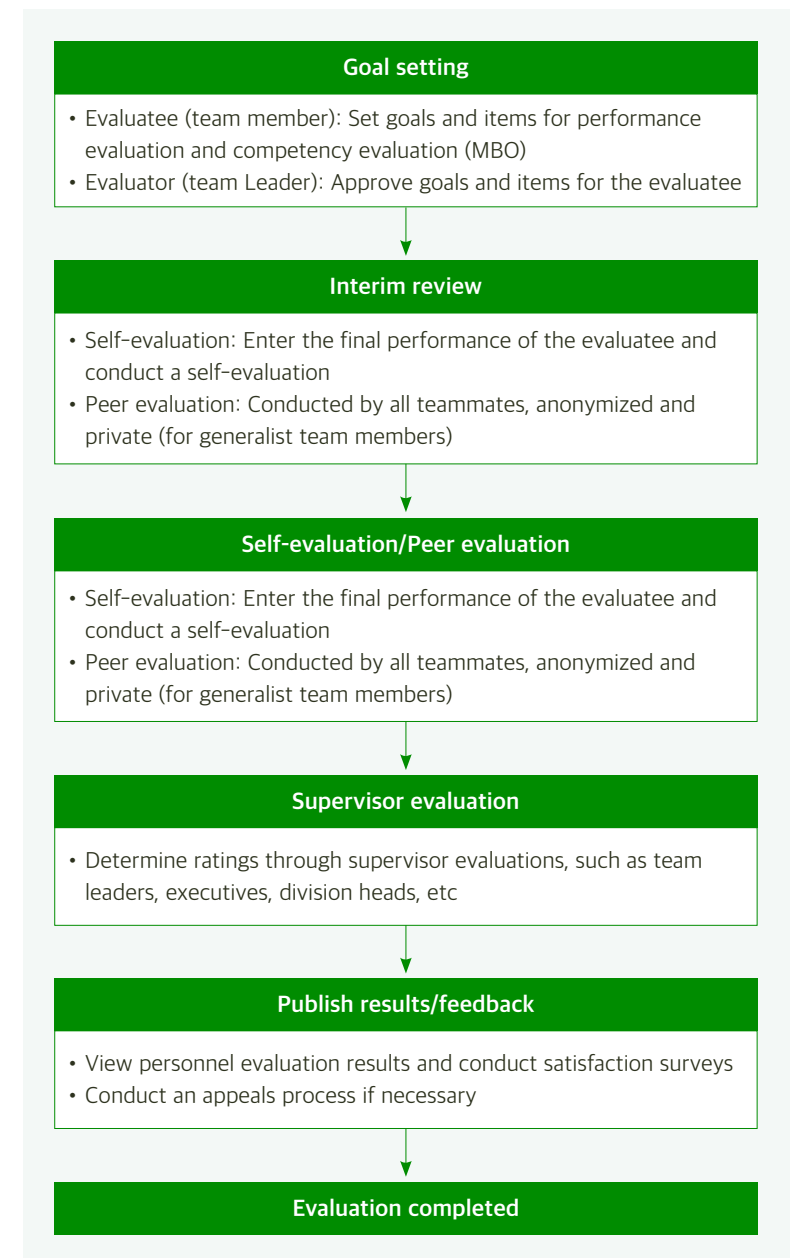 Goal setting
• Evaluatee (team member): Set goals and items for performance
evaluation and competency evaluation (MBO)
• Evaluator (team Leader): Approve goals and items for the evaluatee
Interim review
• Self-evaluation: Enter the final performance of the evaluatee and
conduct a self-evaluation
• Peer evaluation: Conducted by all teammates, anonymized and
private (for generalist team members)
Self-evaluation/Peer evaluation
• Self-evaluation: Enter the final performance of the evaluatee and
conduct a self-evaluation
• Peer evaluation: Conducted by all teammates, anonymized and
private (for generalist team members)
Supervisor evaluation
• Determine ratings through supervisor evaluations, such as team
leaders, executives, division heads, etc
Publish results/feedback
• View personnel evaluation results and conduct satisfaction surveys
• Conduct an appeals process if necessary
Evaluation completed